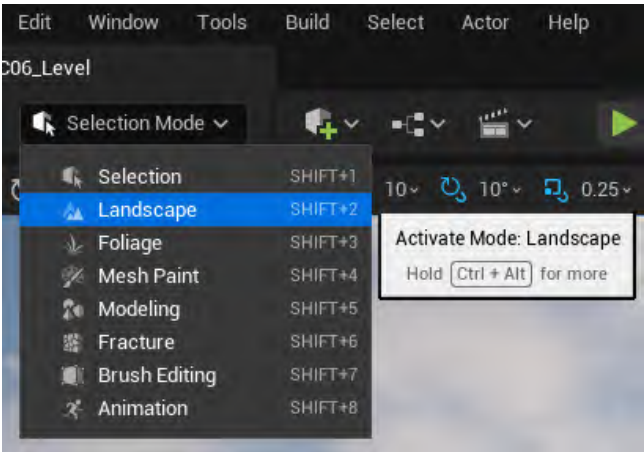 Edit Window Tools Build Select Actor Help
C06_Level
Selection Mode
10 10° 0.25
Selection SHIFT+1
Landscape SHIFT+2
Foliage SHIFT+3
Mesh Paint SHIFT+4
Modeling SHIFT+5
Fracture SHIFT+6
Brush Editing SHIFT+7
Animation SHIFT+8
Activate Mode: Landscape
Hold Ctrl + Alt for more